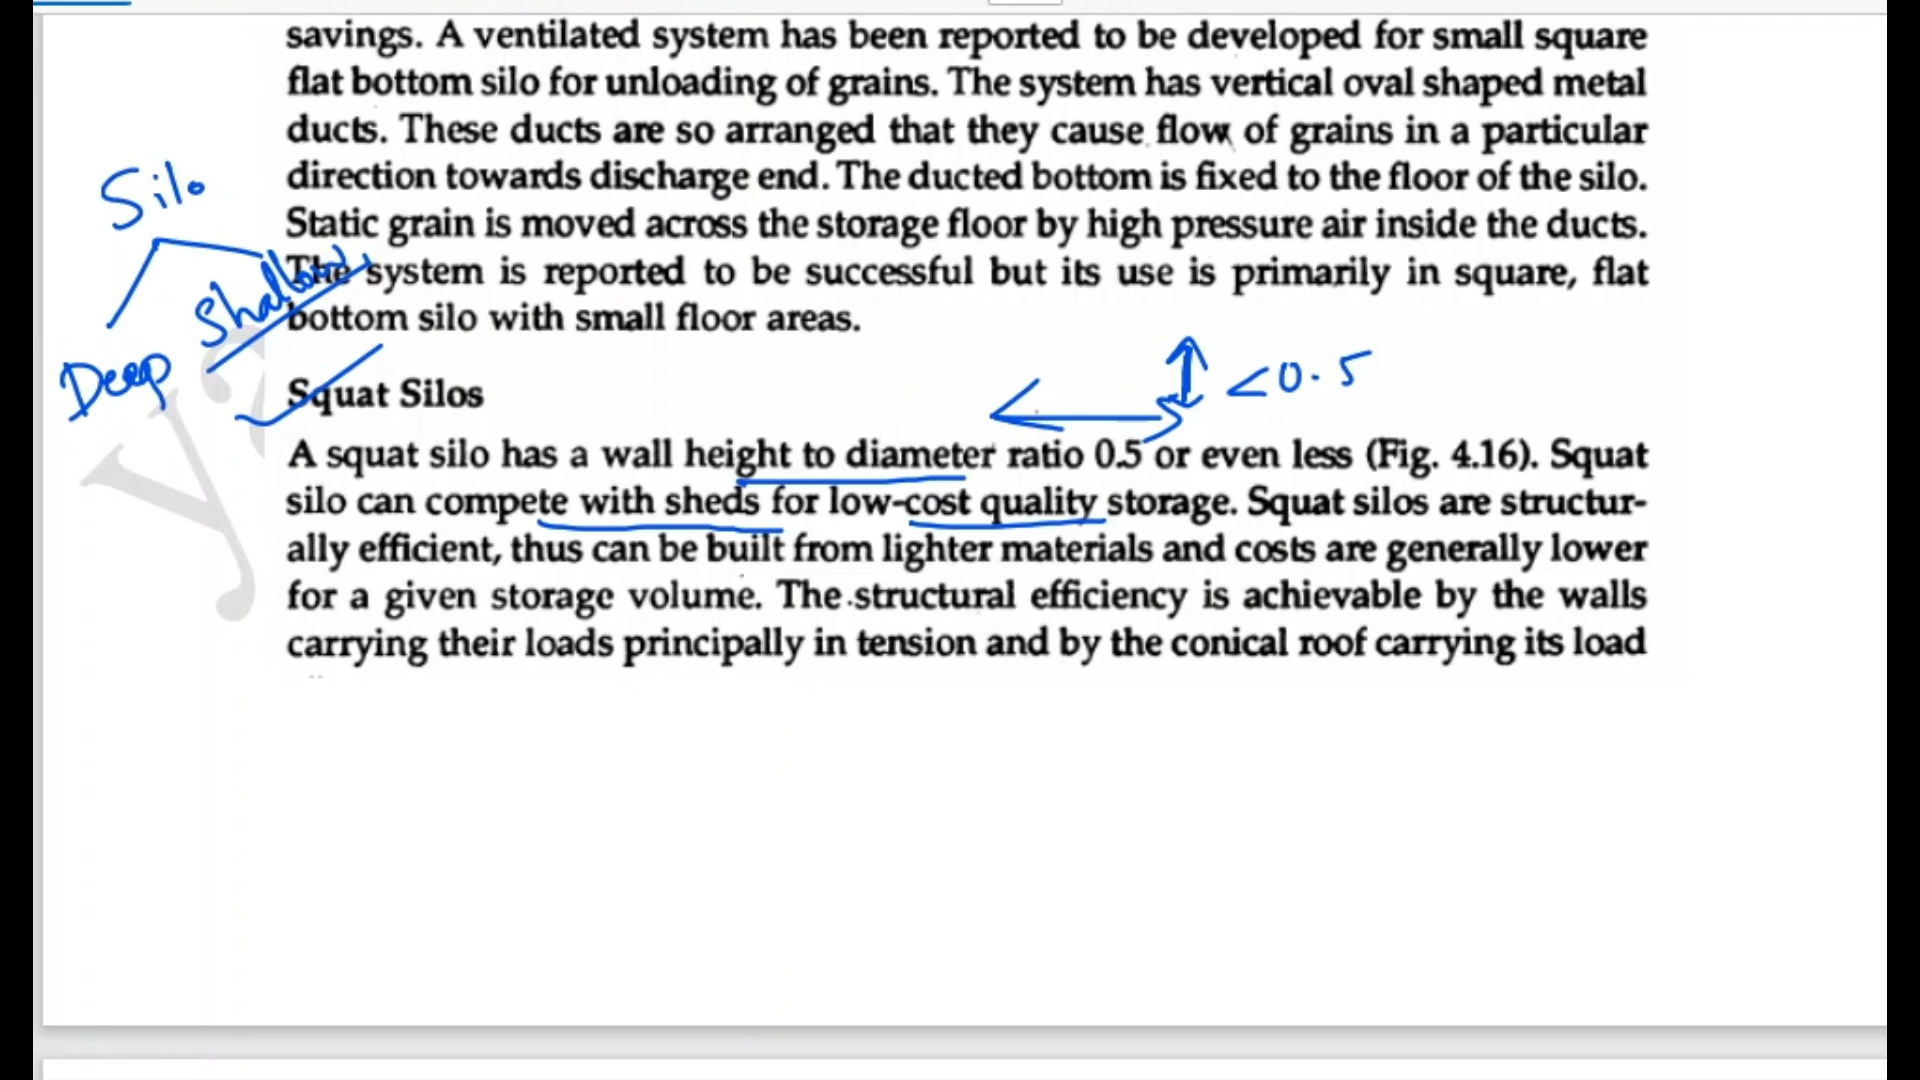 savings. A ventilated system has been reported to be developed for small square
flat bottom silo for unloading of grains. The system has vertical oval shaped metal
ducts. These ducts are so arranged that they cause flow of grains in a particular
direction towards discharge end. The ducted bottom is fixed to the floor of the silo.
Static grain is moved across the storage floor by high pressure air inside the ducts.
The system is reported to be successful but its use is primarily in square, flat
bottom silo with small floor areas.
Silo
Shallow
Deep
Squat Silos
<0.5
A squat silo has a wall height to diameter ratio 0.5 or even less (Fig. 4.16). Squat
silo can compete with sheds for low-cost quality storage. Squat silos are structur-
ally efficient, thus can be built from lighter materials and costs are generally lower
for a given storage volume. The structural efficiency is achievable by the walls
carrying their loads principally in tension and by the conical roof carrying its load